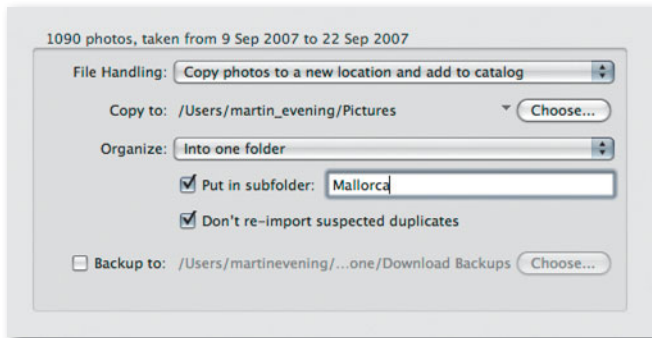 1090 photos, taken from 9 Sep 2007 to 22 Sep 2007
File Handling: Copy photos to a new location and add to catalog
Copy to: /Users/martin_evening/Pictures Choose...
Organize: Into one folder
Put in subfolder: Mallorca
Don't re-import suspected duplicates
Backup to: /Users/martinevening/...one/Download Backups Choose...